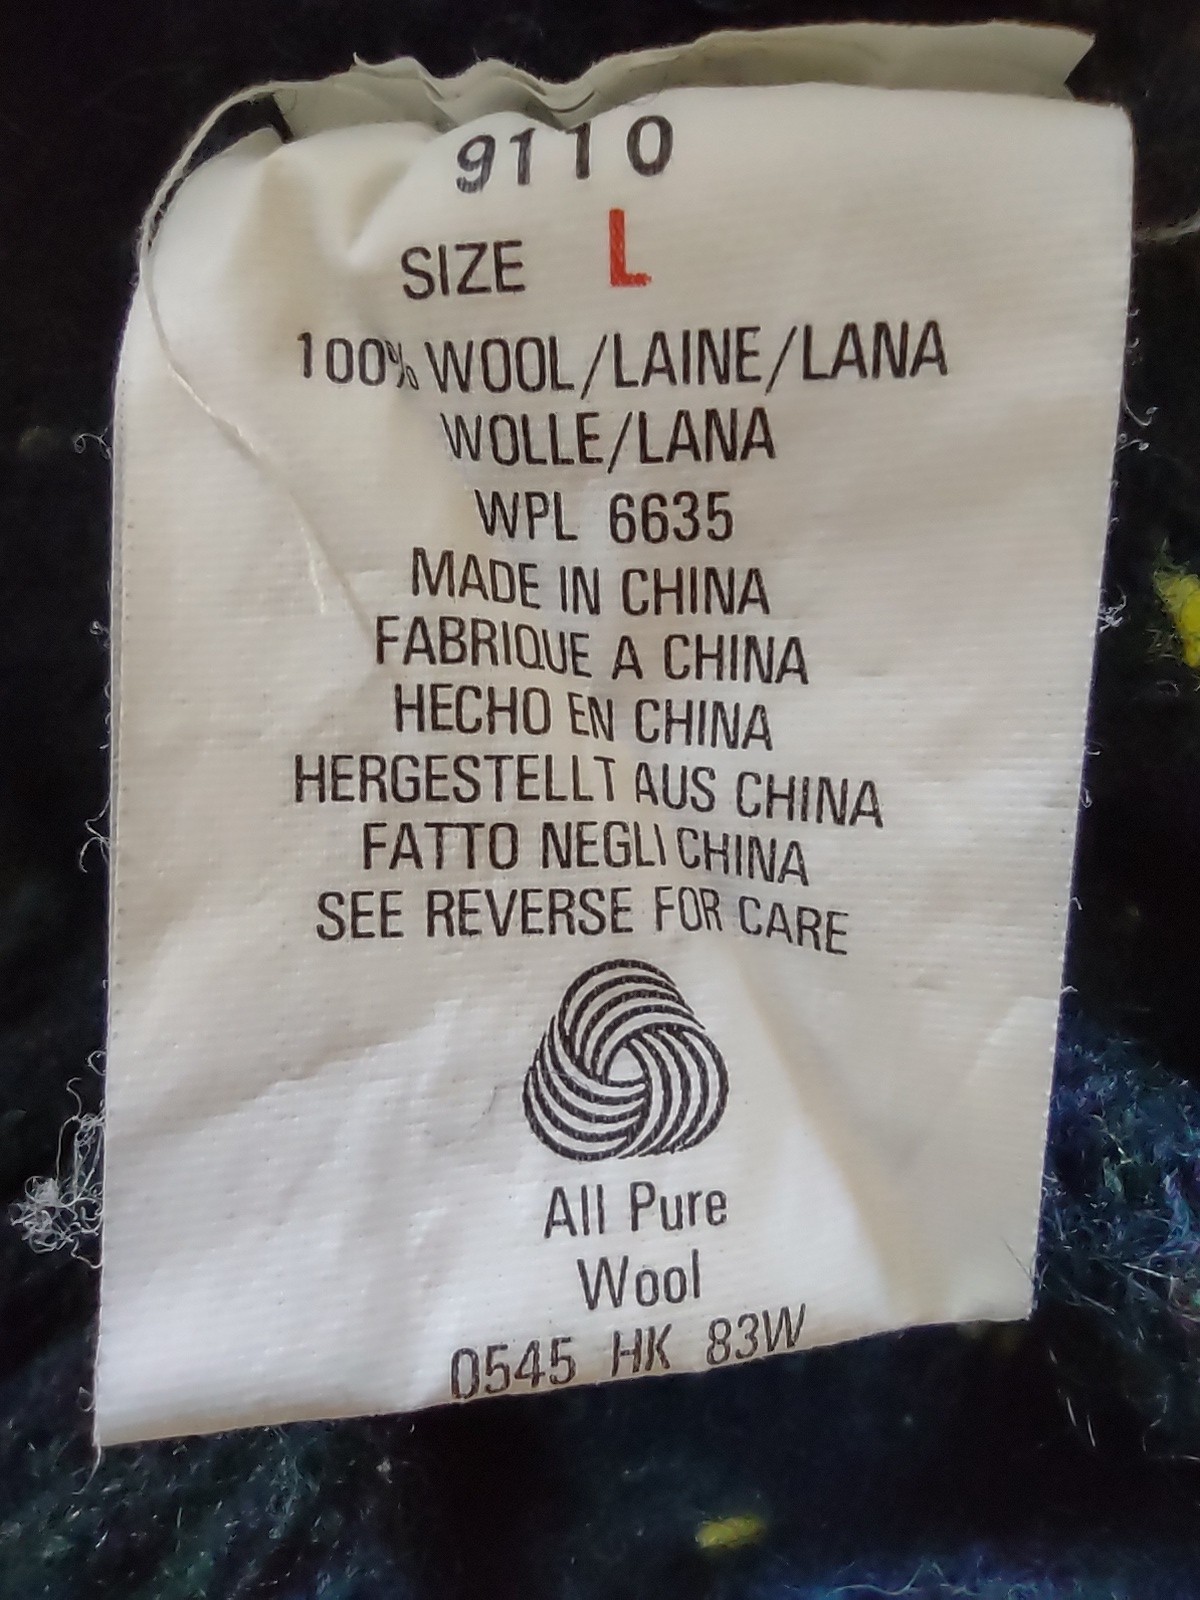 9110
SIZE L
100% WOOL/LAINE/LANA
WOLLE/LANA
WPL 6635
MADE IN CHINA
FABRIQUE A CHINA
HECHO EN CHINA
HERGESTELLT AUS CHINA
FATTO NEGLI CHINA
SEE REVERSE FOR CARE
All Pure
Wool
0545 HK 83W